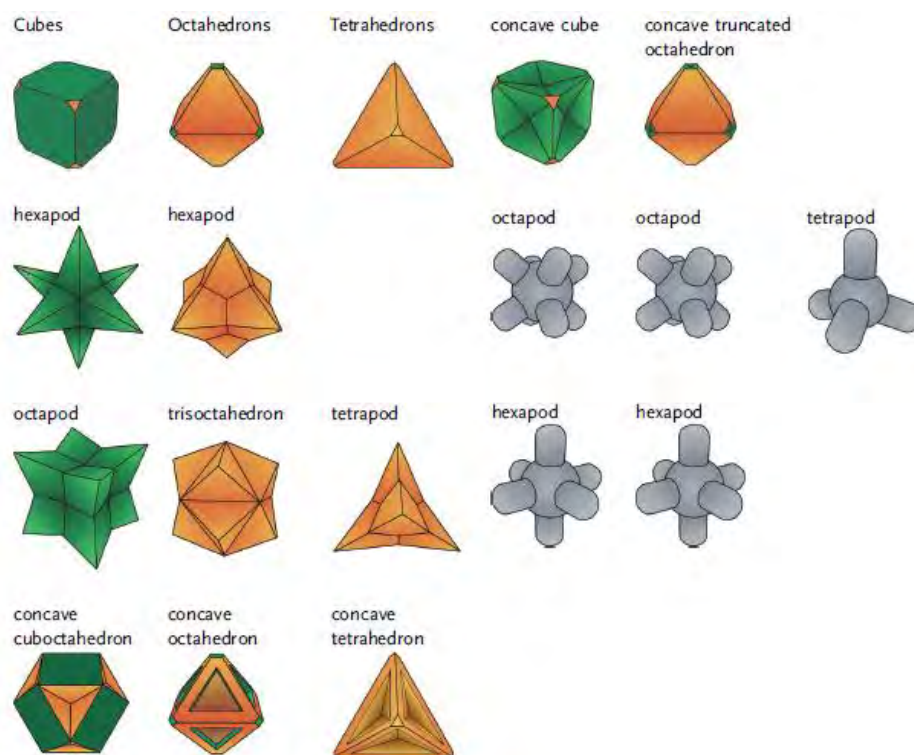 Cubes
Octahedrons
Tetrahedrons
concave cube
concave truncated
octahedron
hexapod
hexapod
octapod
octapod
tetrapod
octapod
trisoctahedron
tetrapod
hexapod
hexapod
concave
cuboctahedron
concave
octahedron
concave
tetrahedron